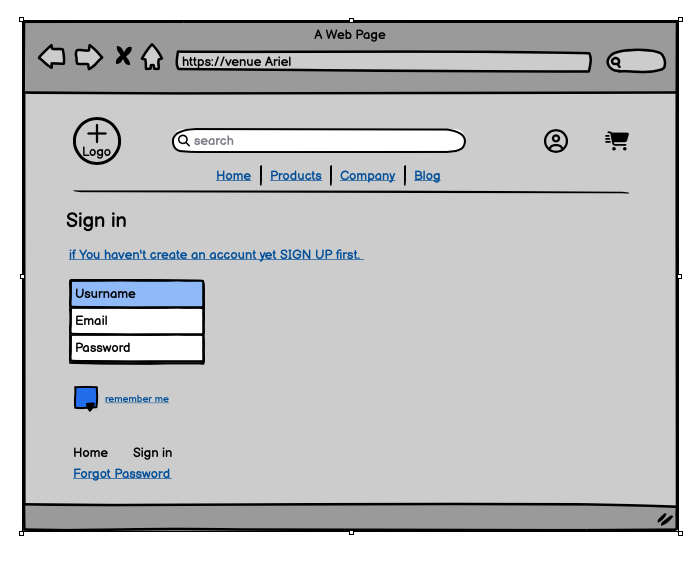 A Web Page
https://venue Ariel
Logo
search
Home Products Company Blog
Sign in
if You haven't create an account yet SIGN UP first.
Usurname
Email
Password
remember me
Home Sign in
Forgot Password